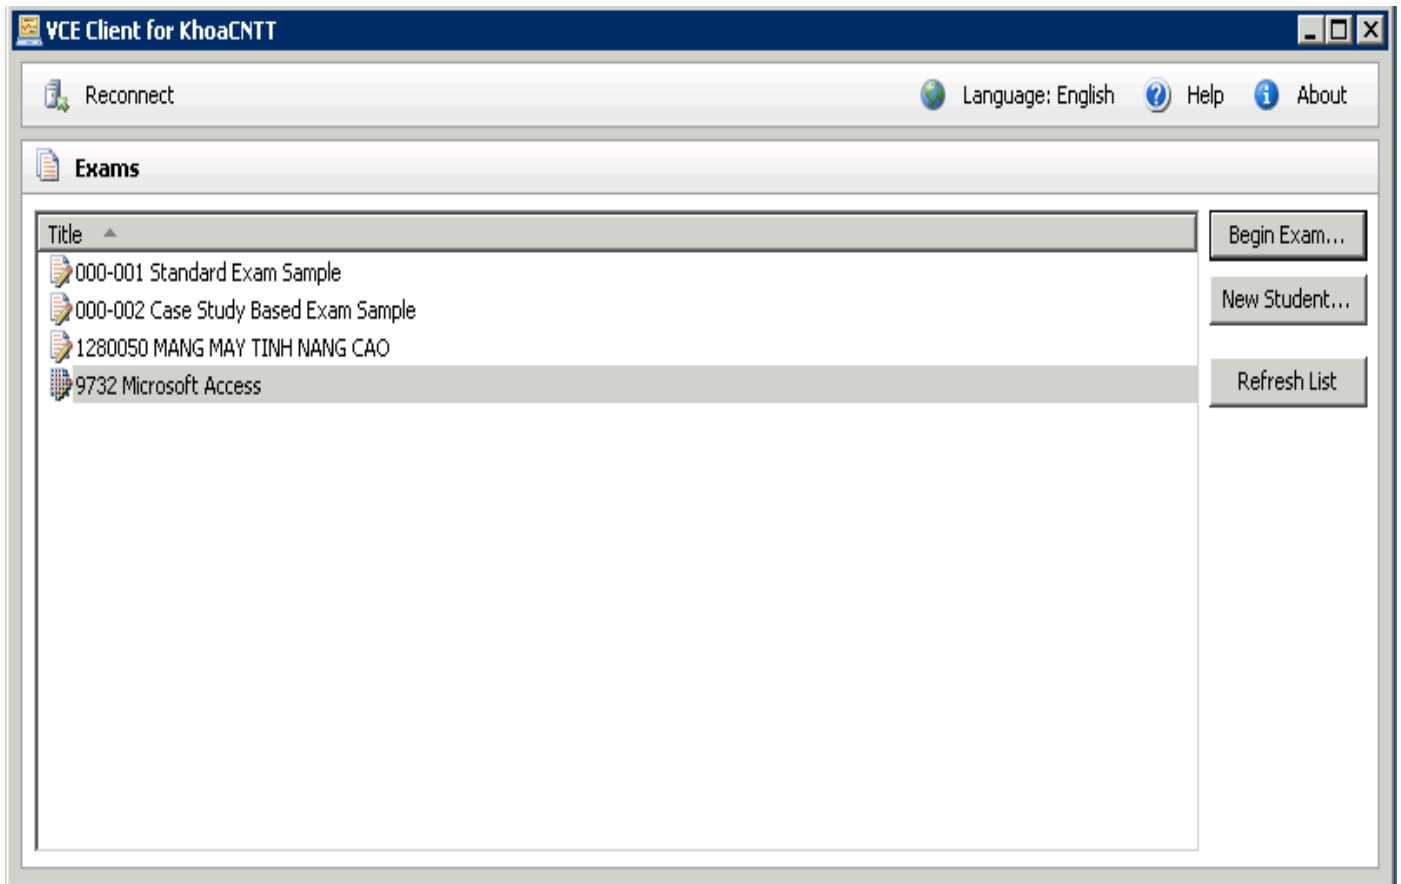 VCE Client for KhoaCNTT
Reconnect
Language: English
Help
About
Exams
Title
000-001 Standard Exam Sample
000-002 Case Study Based Exam Sample
1280050 MANG MAY TINH NANG CAO
9732 Microsoft Access
Begin Exam...
New Student...
Refresh List